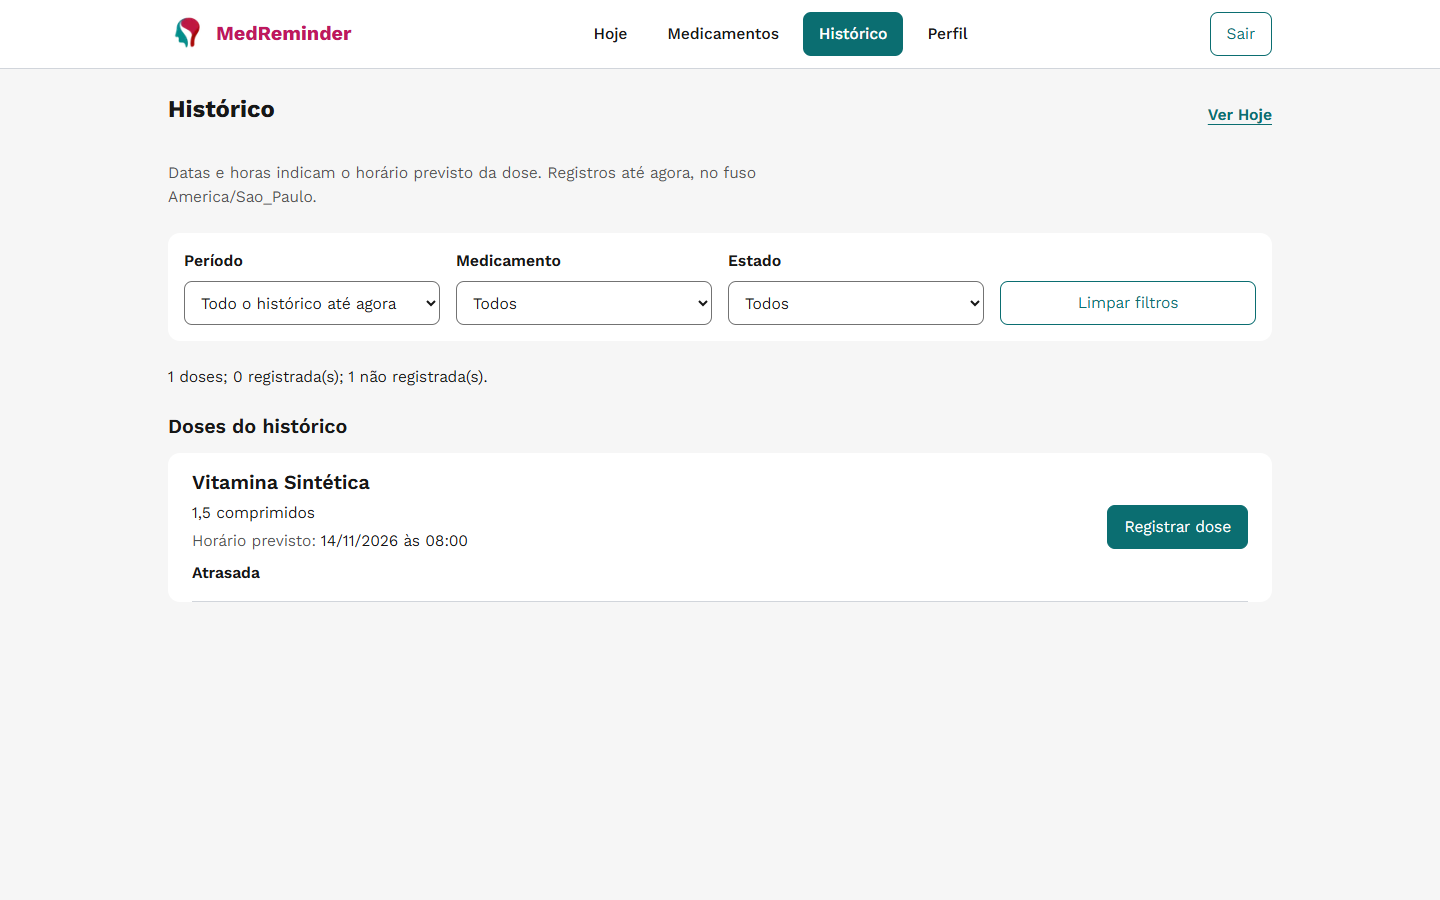 MedReminder
Hoje
Medicamentos
Histórico
Perfil
Sair
Histórico
Ver Hoje
Datas e horas indicam o horário previsto da dose. Registros até agora, no fuso
America/Sao_Paulo.
Período
Medicamento
Estado
Todo o histórico até agora
Todos
Todos
Limpar filtros
1 doses; 0 registrada(s); 1 não registrada(s).
Doses do histórico
Vitamina Sintética
1,5 comprimidos
Horário previsto: 14/11/2026 às 08:00
Atrasada
Registrar dose